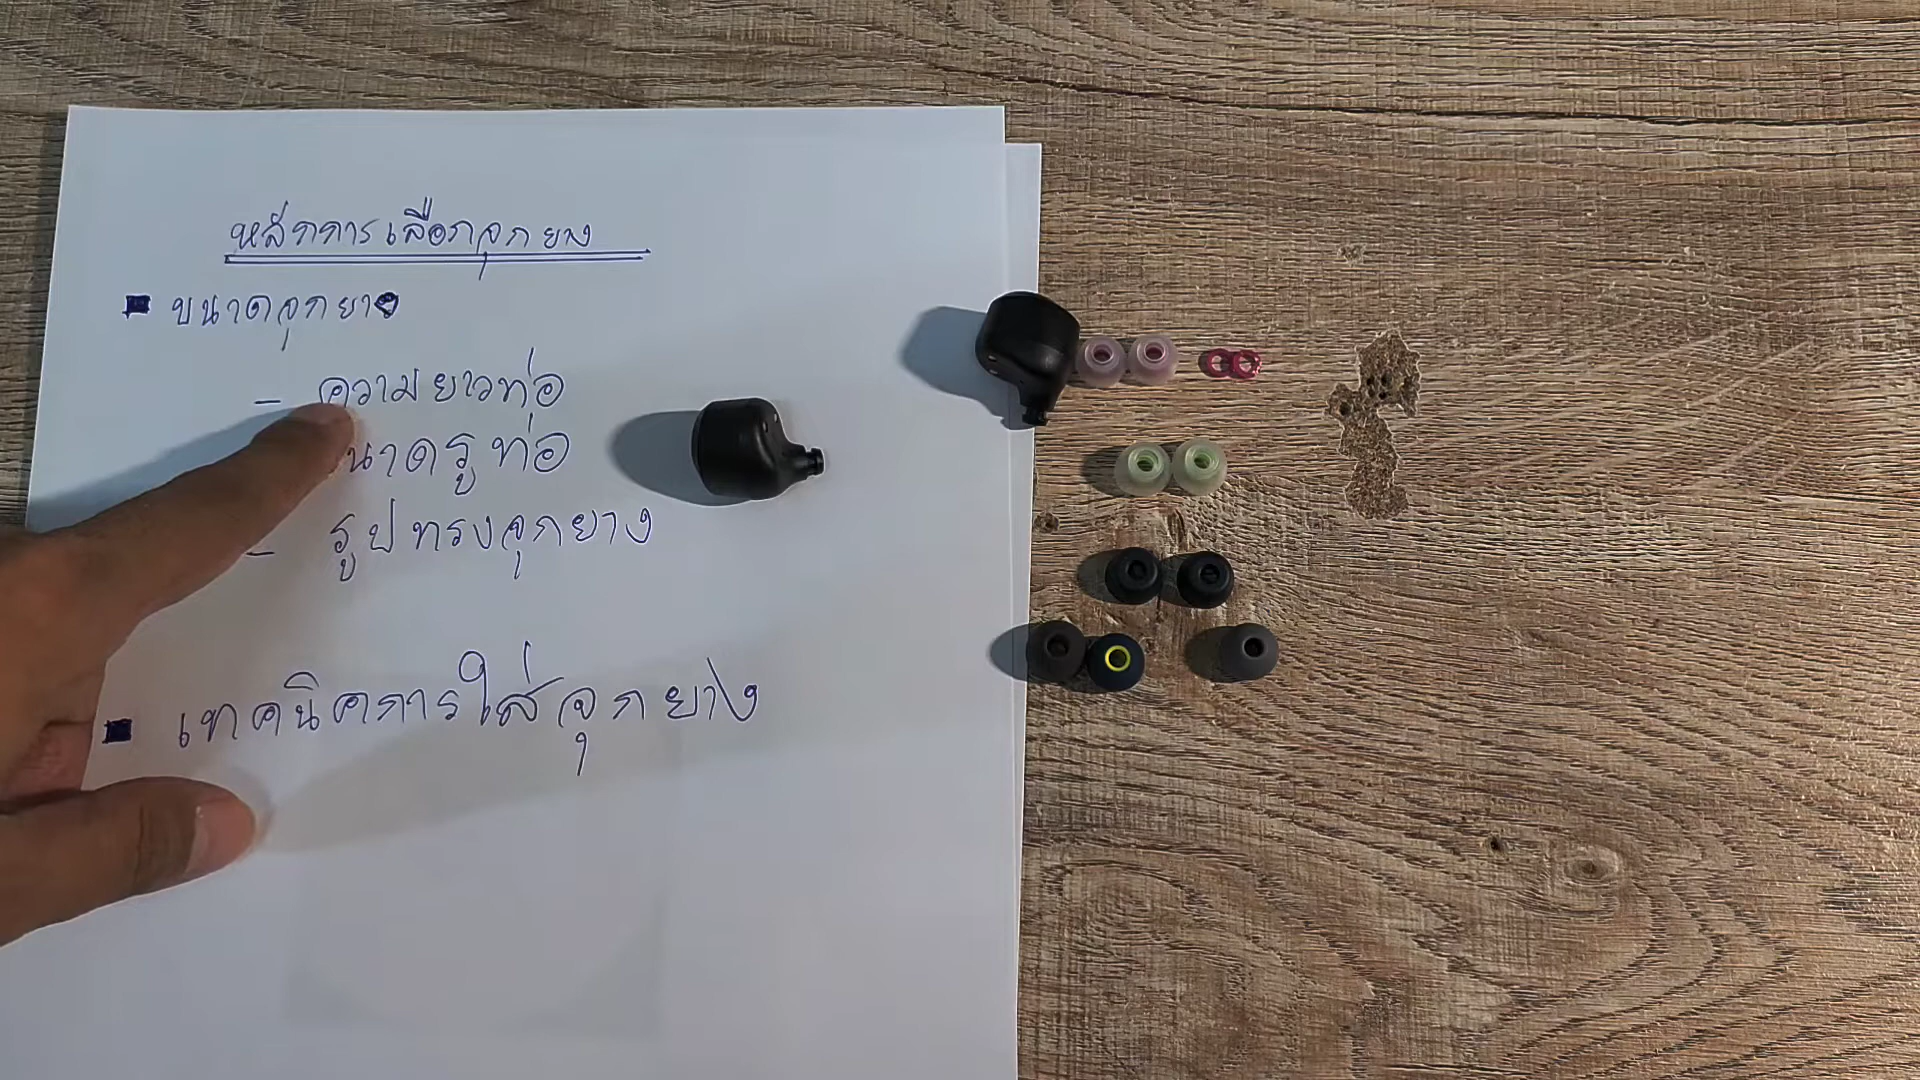 หลักการเลือกจุกยาง
■ ขนาดจุกยาง
- ความยาวท่อ
นาดรูท่อ
- รูปทรงจุกยาง
■ เทคนิคการใส่จุกยาง